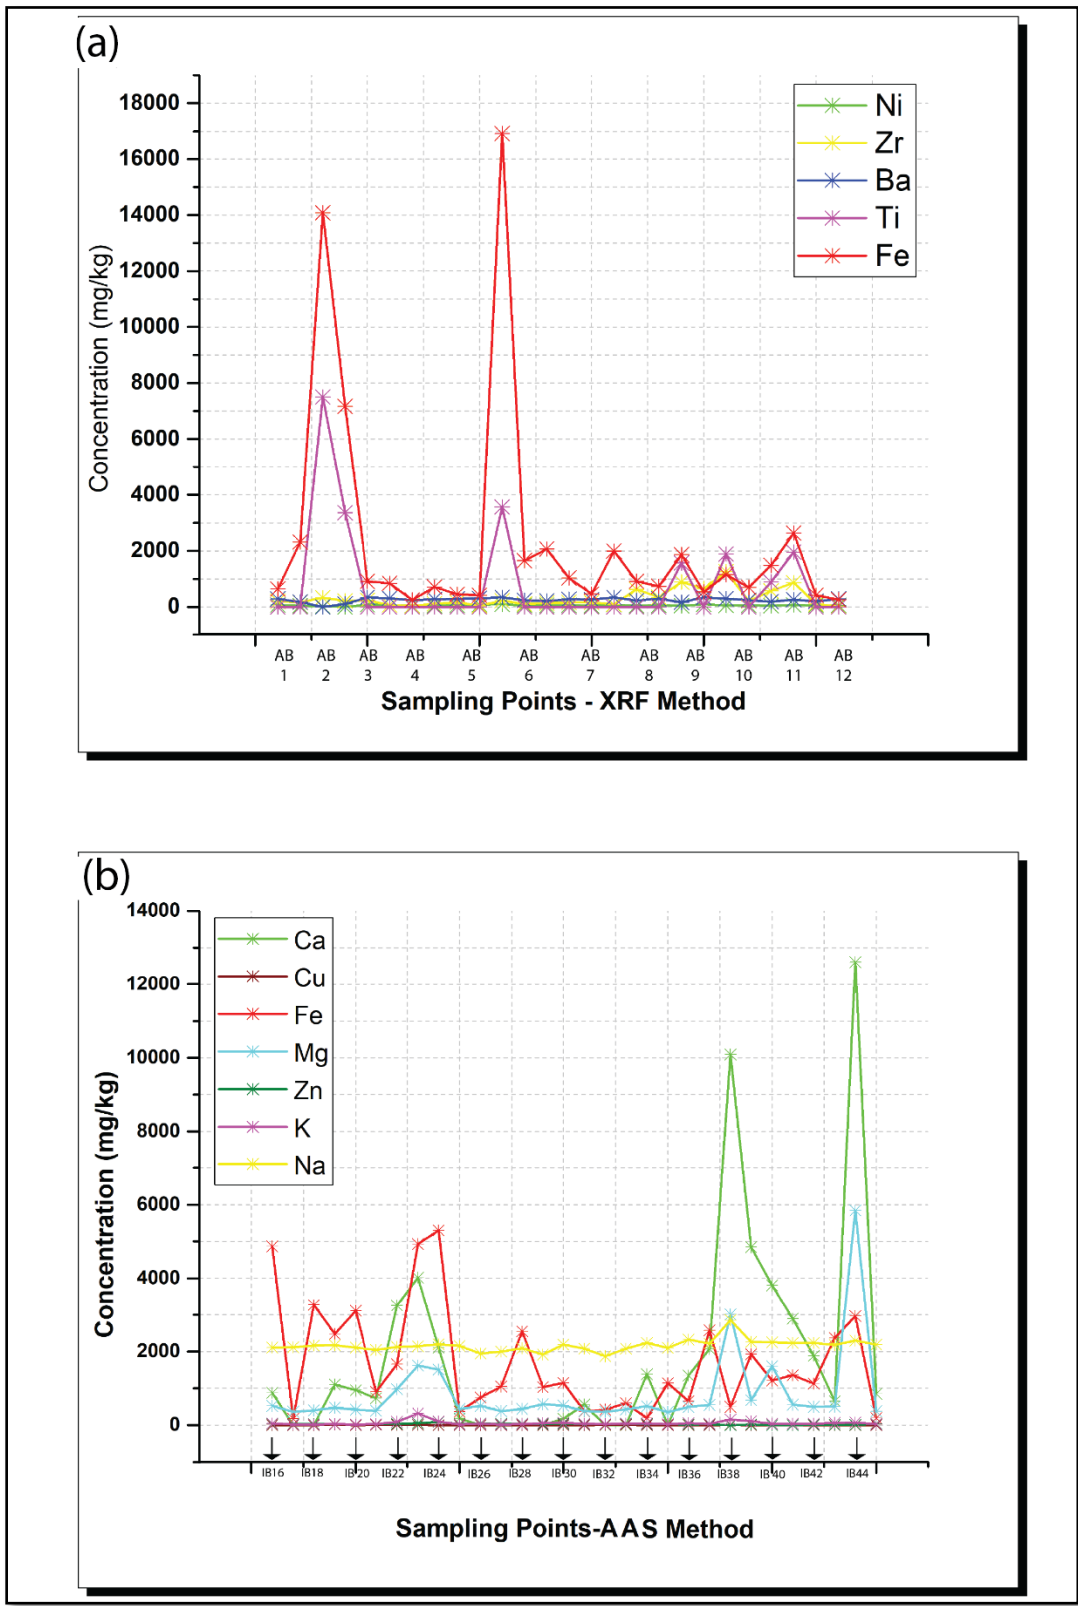 (a)
18000
16000
14000
12000
10000
8000
6000
4000
2000
0
Concentration (mg/kg)
Ni
Zr
Ba
Ti
Fe
AB AB AB AB AB AB AB AB AB AB AB AB
1 2 3 4 5 6 7 8 9 10 11 12
Sampling Points - XRF Method
(b)
14000
12000
10000
8000
6000
4000
2000
0
Concentration (mg/kg)
Ca
Cu
Fe
Mg
Zn
K
Na
IB16 IB18 IB20 IB22 IB24 IB26 IB28 IB30 IB32 IB34 IB36 IB38 IB40 IB42 IB44
Sampling Points-AAS Method